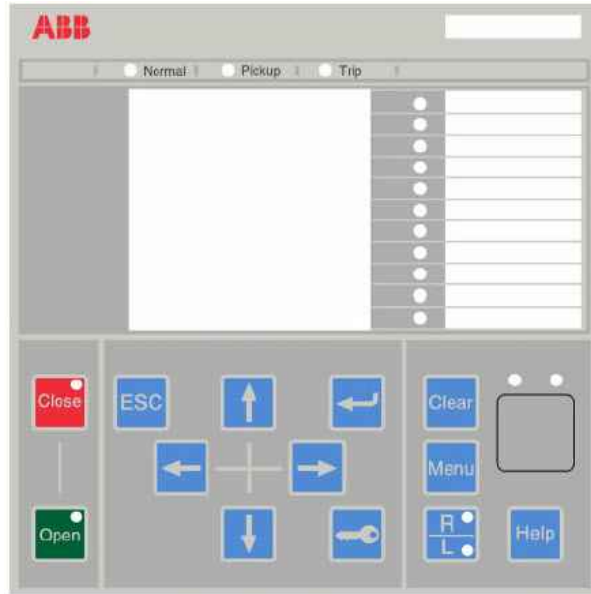 ABB
Normal Pickup Trip
Close
ESC
Clear
Menu
Open
R
L
Help